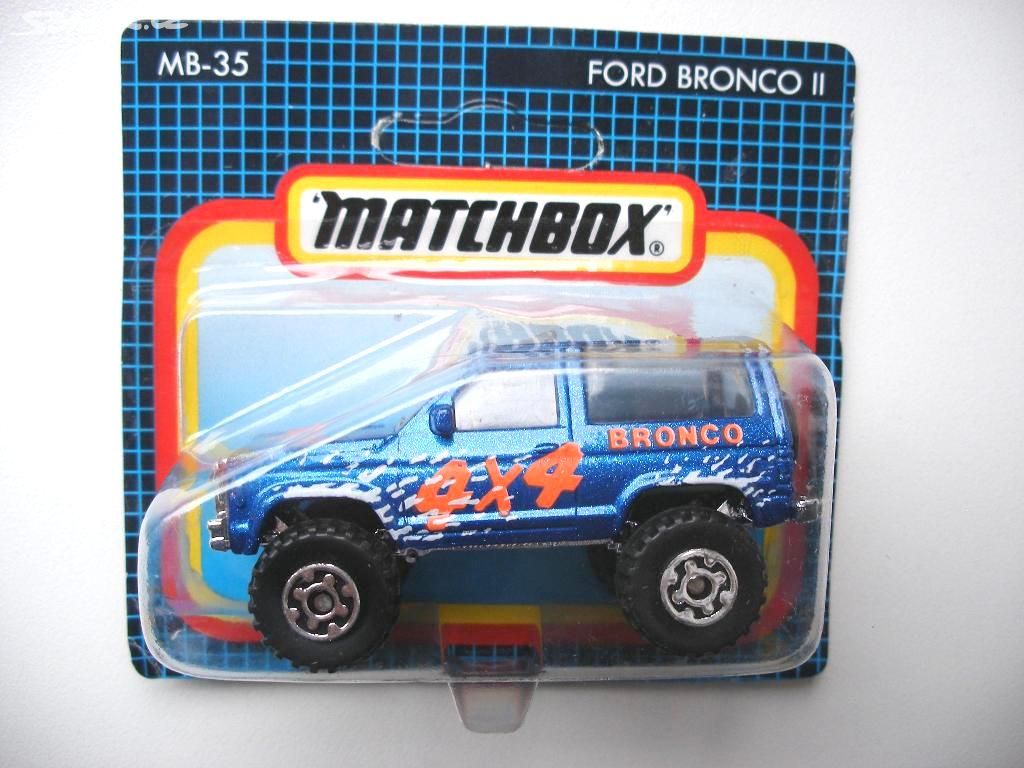 MB-35
FORD BRONCO II
'MATCHBOX'®
BRONCO
4X4